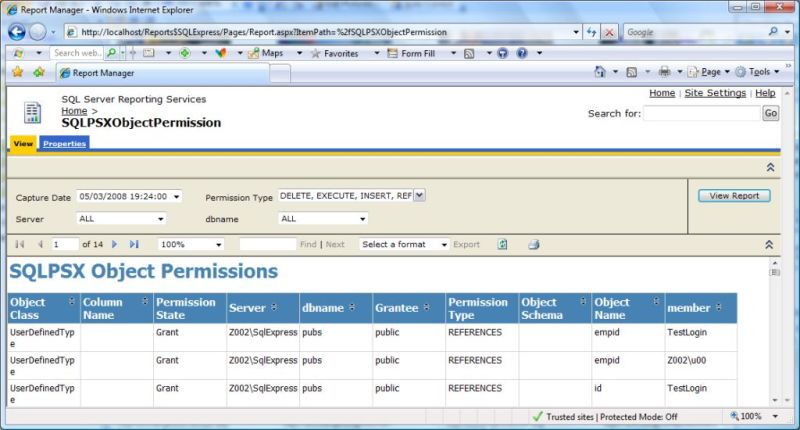 Report Manager - Windows Internet Explorer
http://localhost/Reports$SQLExpress/Pages/Report.aspx?ItemPath=%2fSQLPSXObjectPermission
Google
Search web...
Maps
Favorites
Form Fill
Report Manager
Page
Tools
SQL Server Reporting Services
Home >
SQLPSXObjectPermission
Home | Site Settings | Help
Search for:
Go
View
Properties
Capture Date
05/03/2008 19:24:00
Permission Type
DELETE, EXECUTE, INSERT, REF
View Report
Server
ALL
dbname
ALL
1
of 14
100%
Find | Next
Select a format
Export
SQLPSX Object Permissions
Object Class
Column Name
Permission State
Server
dbname
Grantee
Permission Type
Object Schema
Object Name
member
UserDefinedType Grant Z002\SqlExpress pubs public REFERENCES empid TestLogin
UserDefinedType Grant Z002\SqlExpress pubs public REFERENCES empid Z002\u00
UserDefinedType Grant Z002\SqlExpress pubs public REFERENCES id TestLogin
Trusted sites | Protected Mode: Off
100%